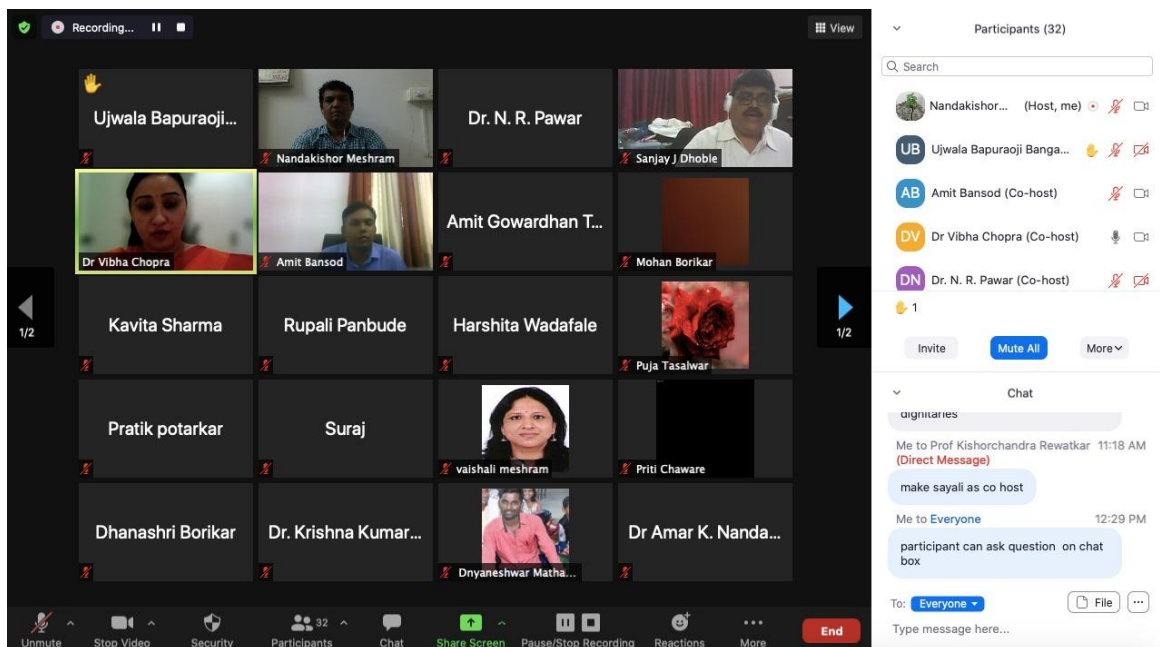 Recording...
View
Ujwala Bapuraoji...
Nandakishor Meshram
Dr. N. R. Pawar
Sanjay J Dhoble
Dr Vibha Chopra
Amit Bansod
Amit Gowardhan T...
Mohan Borikar
1/2
Kavita Sharma
Rupali Panbude
Harshita Wadafale
Puja Tasalwar
1/2
Pratik potarkar
Suraj
vaishali meshram
Priti Chaware
Dhanashri Borikar
Dr. Krishna Kumar...
Dnyaneshwar Matha...
Dr Amar K. Nanda...
Unmute
Stop Video
Security
32
Participants
Chat
Share Screen
Pause/Stop Recording
Reactions
More
End
Participants (32)
Search
Nandakishor... (Host, me)
UB Ujwala Bapuraoji Banga...
AB Amit Bansod (Co-host)
DV Dr Vibha Chopra (Co-host)
DN Dr. N. R. Pawar (Co-host)
1
Invite
Mute All
More
Chat
dignitaries
Me to Prof Kishorchandra Rewatkar 11:18 AM
(Direct Message)
make sayali as co host
Me to Everyone 12:29 PM
participant can ask question on chat
box
To: Everyone
File
Type message here...